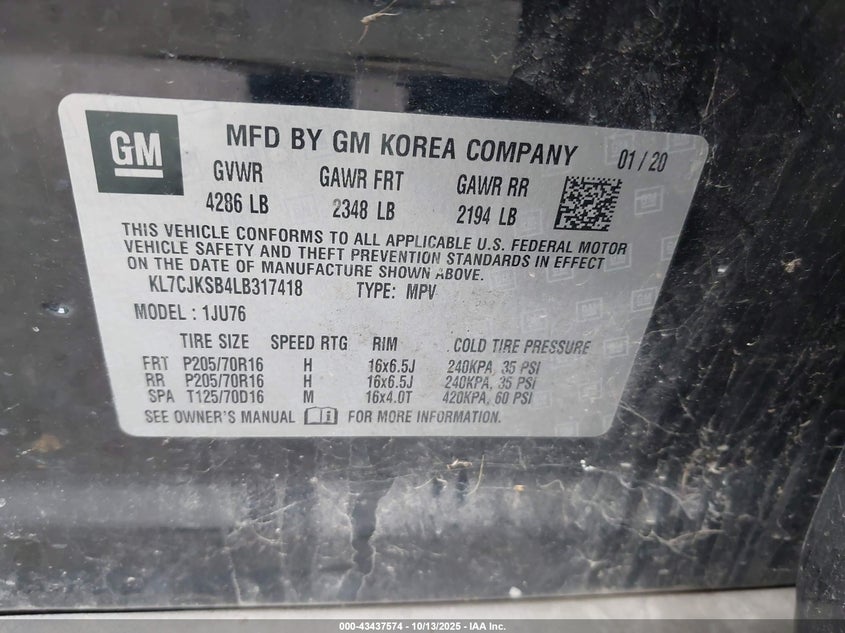 GM
MFD BY GM KOREA COMPANY 01 / 20
GVWR GAWR FRT GAWR RR
4286 LB 2348 LB 2194 LB
THIS VEHICLE CONFORMS TO ALL APPLICABLE U.S. FEDERAL MOTOR
VEHICLE SAFETY AND THEFT PREVENTION STANDARDS IN EFFECT
ON THE DATE OF MANUFACTURE SHOWN ABOVE.
KL7CJKSB4LB317418 TYPE: MPV
MODEL : 1JU76
TIRE SIZE SPEED RTG RIM COLD TIRE PRESSURE
FRT P205/70R16 H 16x6.5J 240KPA, 35 PSI
RR P205/70R16 H 16x6.5J 240KPA, 35 PSI
SPA T125/70D16 M 16x4.0T 420KPA, 60 PSI
SEE OWNER'S MANUAL FOR MORE INFORMATION.
000-43437574 | 10/13/2025 - IAA Inc.